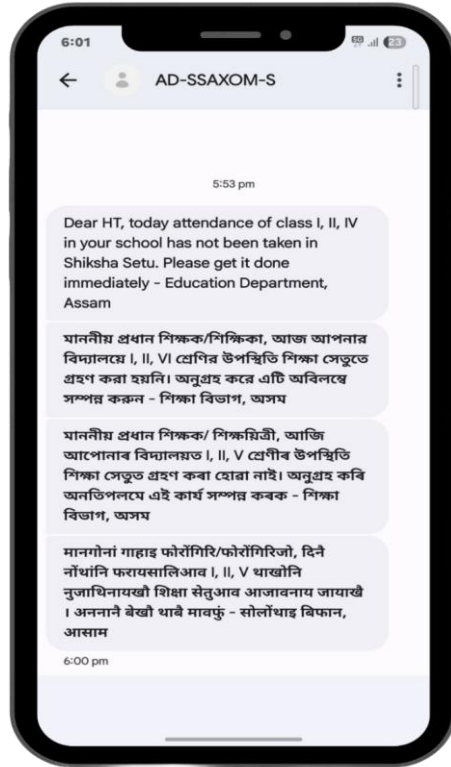 6:01
5G 23
AD-SSAXOM-S
5:53 pm
Dear HT, today attendance of class I, II, IV
in your school has not been taken in
Shiksha Setu. Please get it done
immediately - Education Department,
Assam
মাননীয় প্রধান শিক্ষক/শিক্ষিকা, আজ আপনার
বিদ্যালয়ে I, II, VI শ্রেণির উপস্থিতি শিক্ষা সেতুতে
গ্রহণ করা হয়নি। অনুগ্রহ করে এটি অবিলম্বে
সম্পন্ন করুন - শিক্ষা বিভাগ, অসম
মাননীয় প্রধান শিক্ষক/ শিক্ষয়িত্ৰী, আজি
আপোনাৰ বিদ্যালয়ত I, II, V শ্ৰেণীৰ উপস্থিতি
শিক্ষা সেতুত গ্ৰহণ কৰা হোৱা নাই। অনুগ্ৰহ কৰি
অনতিপলমে এই কাৰ্য সম্পন্ন কৰক - শিক্ষা
বিভাগ, অসম
मानगोनां गाहाइ फोरोंगिरि/फोरोंगिरिजो, दिनै
नोंथांनि फरायसालिआव I, II, V थाखोनि
नुजाथिनायखौ शिक्षा सेतुआव आजावनाय जायाखै
। अननानै बेखौ थाबै मावफुं - सोलोंथाइ बिफान,
आसाम
6:00 pm